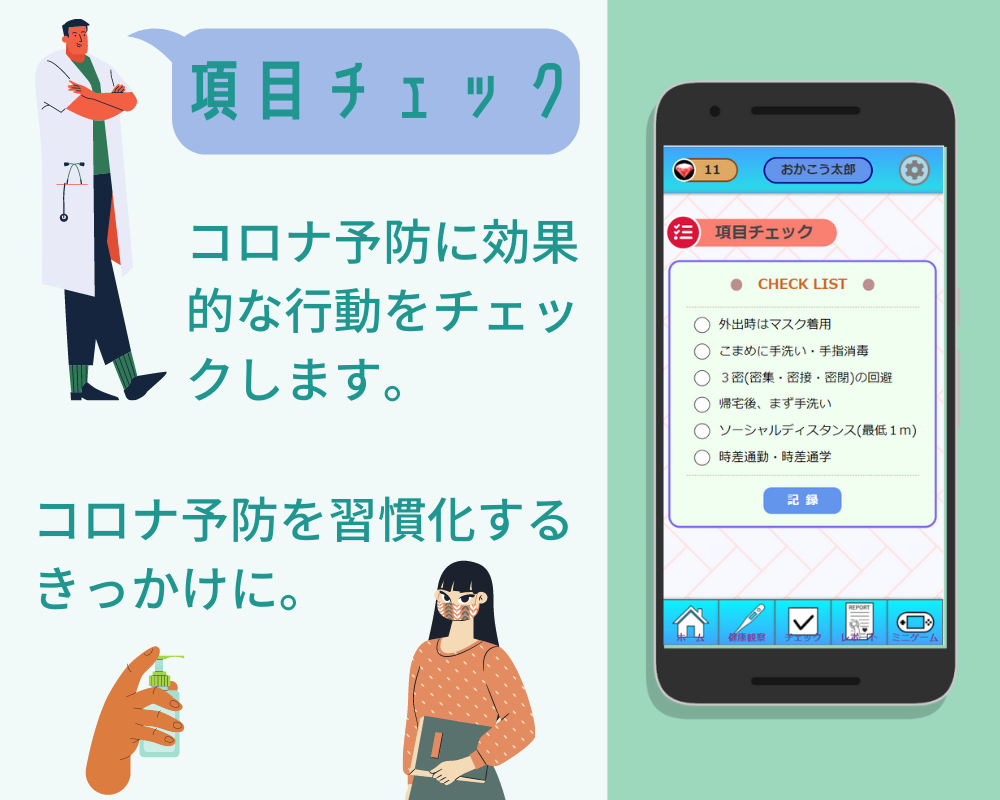 項目チェック
コロナ予防に効果
的な行動をチェッ
クします。
コロナ予防を習慣化する
きっかけに。
11
おかこう太郎
項目チェック
CHECK LIST
外出時はマスク着用
こまめに手洗い・手指消毒
３密(密集・密接・密閉)の回避
帰宅後、まず手洗い
ソーシャルディスタンス(最低１ｍ)
時差通勤・時差通学
記 録
REPORT
ホーム
健康観察
チェック
レポート
ミニゲーム